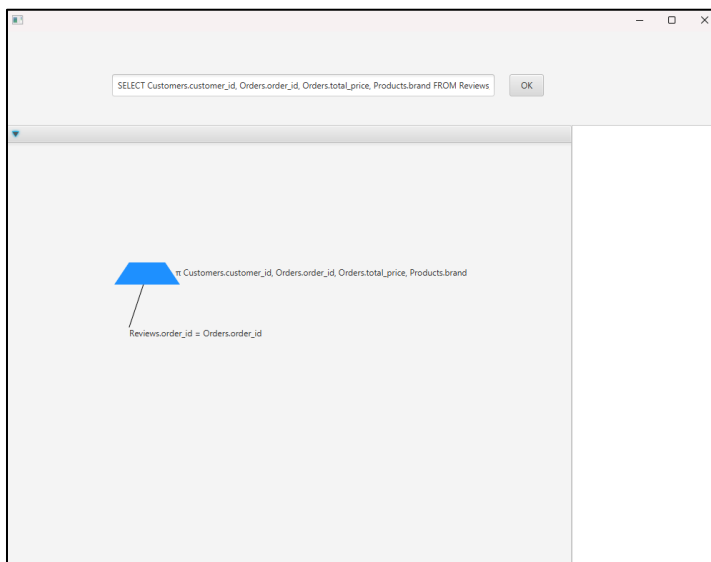 SELECT Customers.customer_id, Orders.order_id, Orders.total_price, Products.brand FROM Reviews
OK
π Customers.customer_id, Orders.order_id, Orders.total_price, Products.brand
Reviews.order_id = Orders.order_id